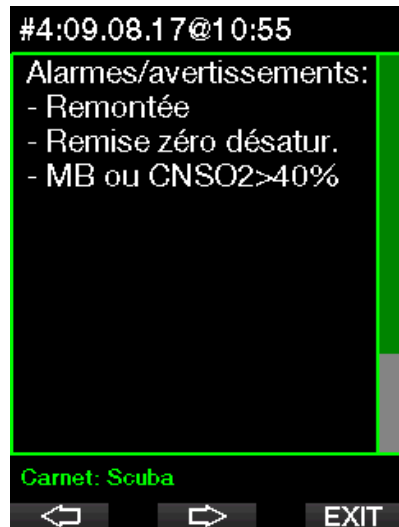 #4:09.08.17@10:55
Alarmes/avertissements:
- Remontée
- Remise zéro désatur.
- MB ou CNSO2>40%
Carnet: Scuba
EXIT